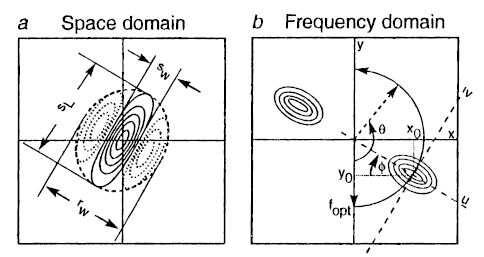 a Space domain
b Frequency domain
s_w
s_L
r_w
y
v
θ
x_0
x
φ
y_0
f_opt
u